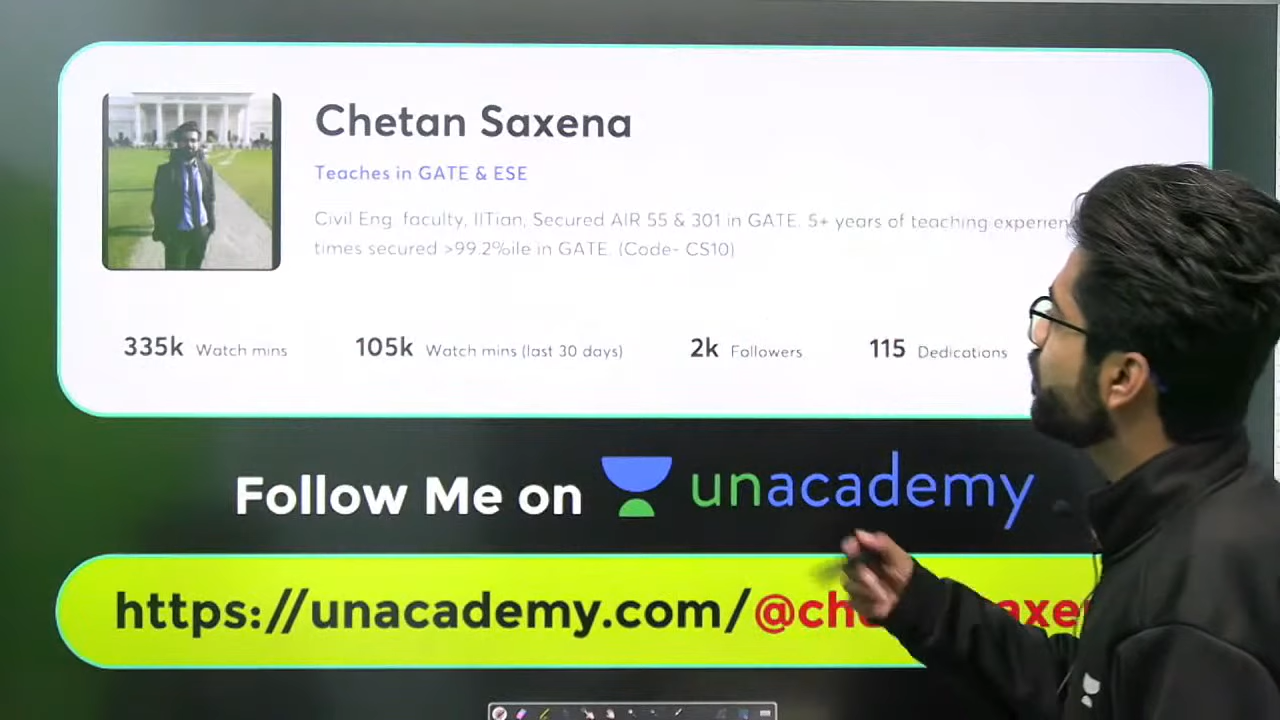 Chetan Saxena
Teaches in GATE & ESE
Civil Eng. faculty, IITian, Secured AIR 55 & 301 in GATE. 5+ years of teaching
times secured >99.2%ile in GATE. (Code- CS10)
335k Watch mins 105k Watch mins (last 30 days) 2k Followers 115 Dedications
Follow Me on unacademy
https://unacademy.com/